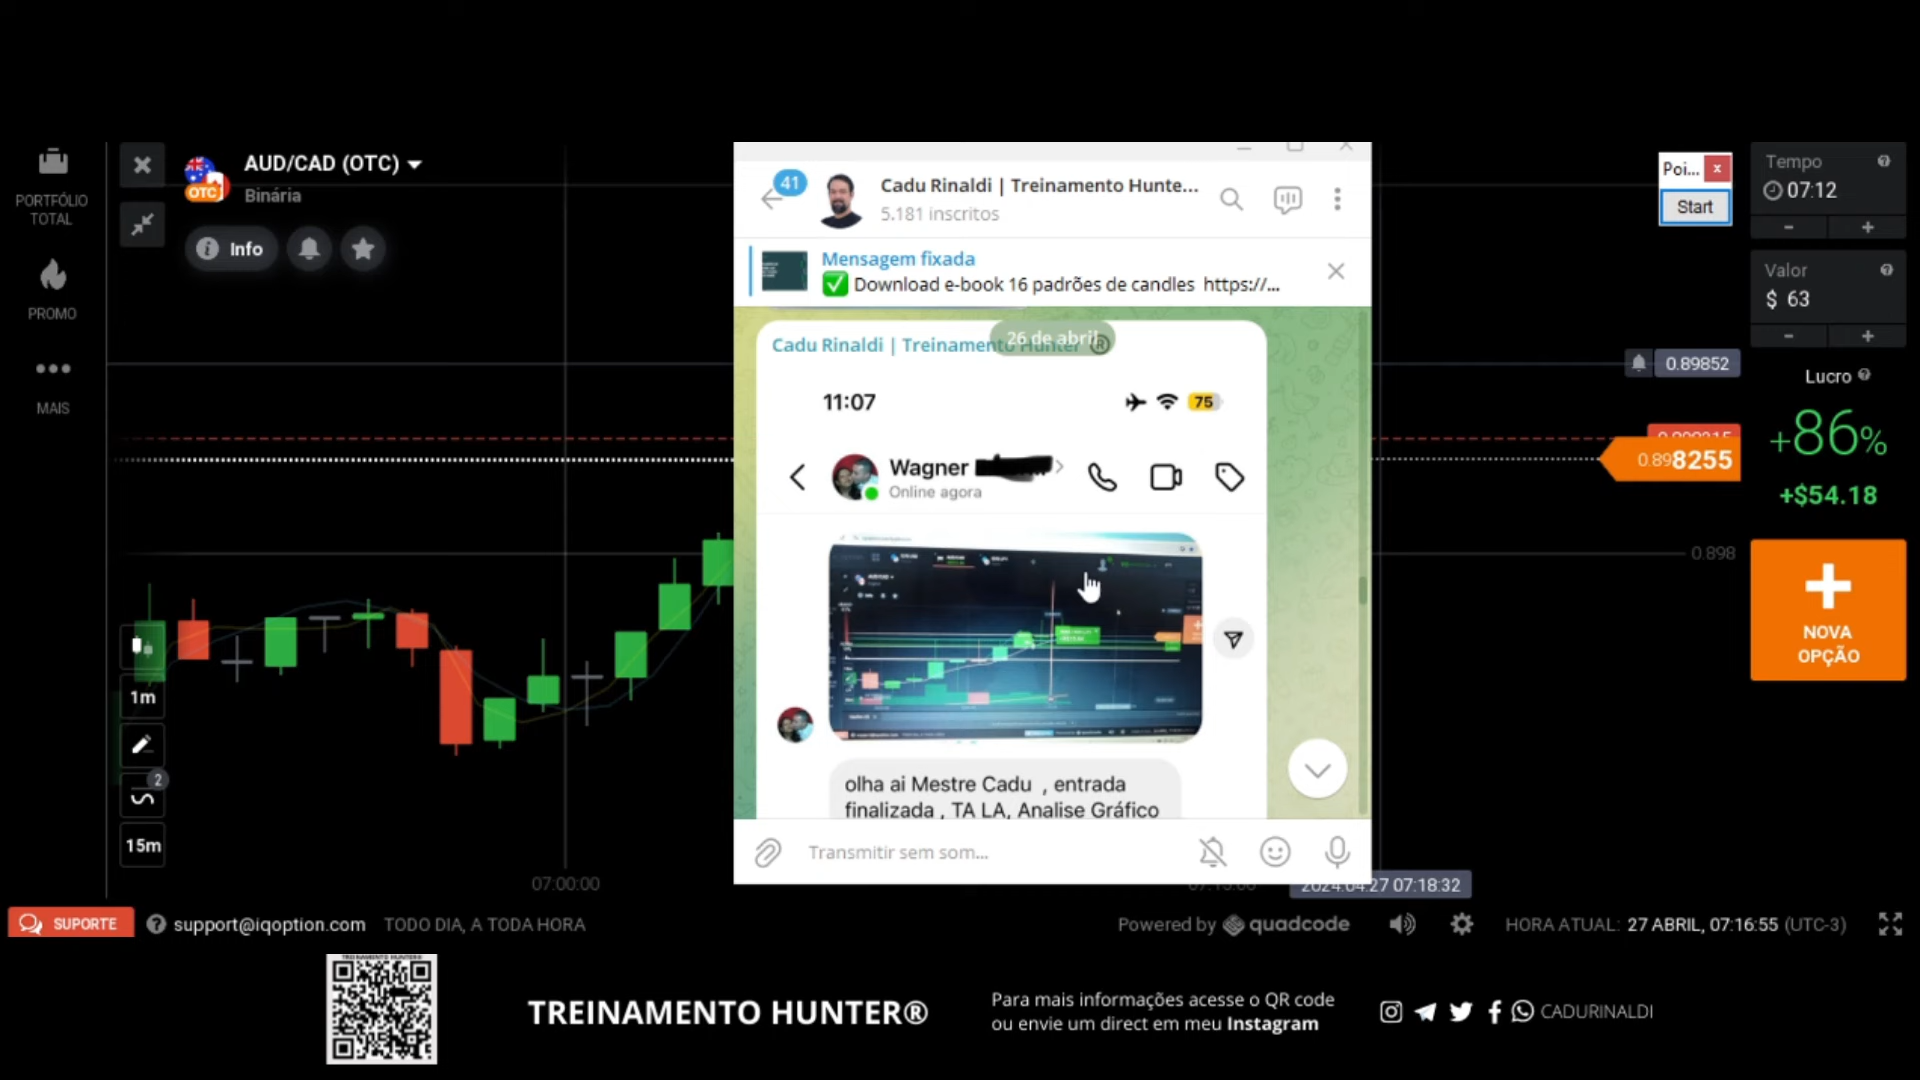 PORTFÓLIO
TOTAL
PROMO
MAIS
AUD/CAD (OTC)
OTC
Binária
Info
1m
2
15m
07:00:00
41
Cadu Rinaldi | Treinamento Hunte...
5.181 inscritos
Mensagem fixada
✅ Download e-book 16 padrões de candles https://...
26 de abril
Cadu Rinaldi | Treinamento Hunter ®
11:07
75
Wagner
Online agora
olha ai Mestre Cadu , entrada
finalizada , TA LA, Analise Gráfico
Transmitir sem som...
Poi... x
Start
Tempo
07:12
- +
Valor
$ 63
- +
Lucro
+86%
+$54.18
NOVA
OPÇÃO
0.89852
0.898255
0.898
2024.04.27 07:18:32
SUPORTE
support@iqoption.com
TODO DIA, A TODA HORA
Powered by quadcode
HORA ATUAL: 27 ABRIL, 07:16:55 (UTC-3)
TREINAMENTO HUNTER®
TREINAMENTO HUNTER®
Para mais informações acesse o QR code
ou envie um direct em meu Instagram
CADURINALDI